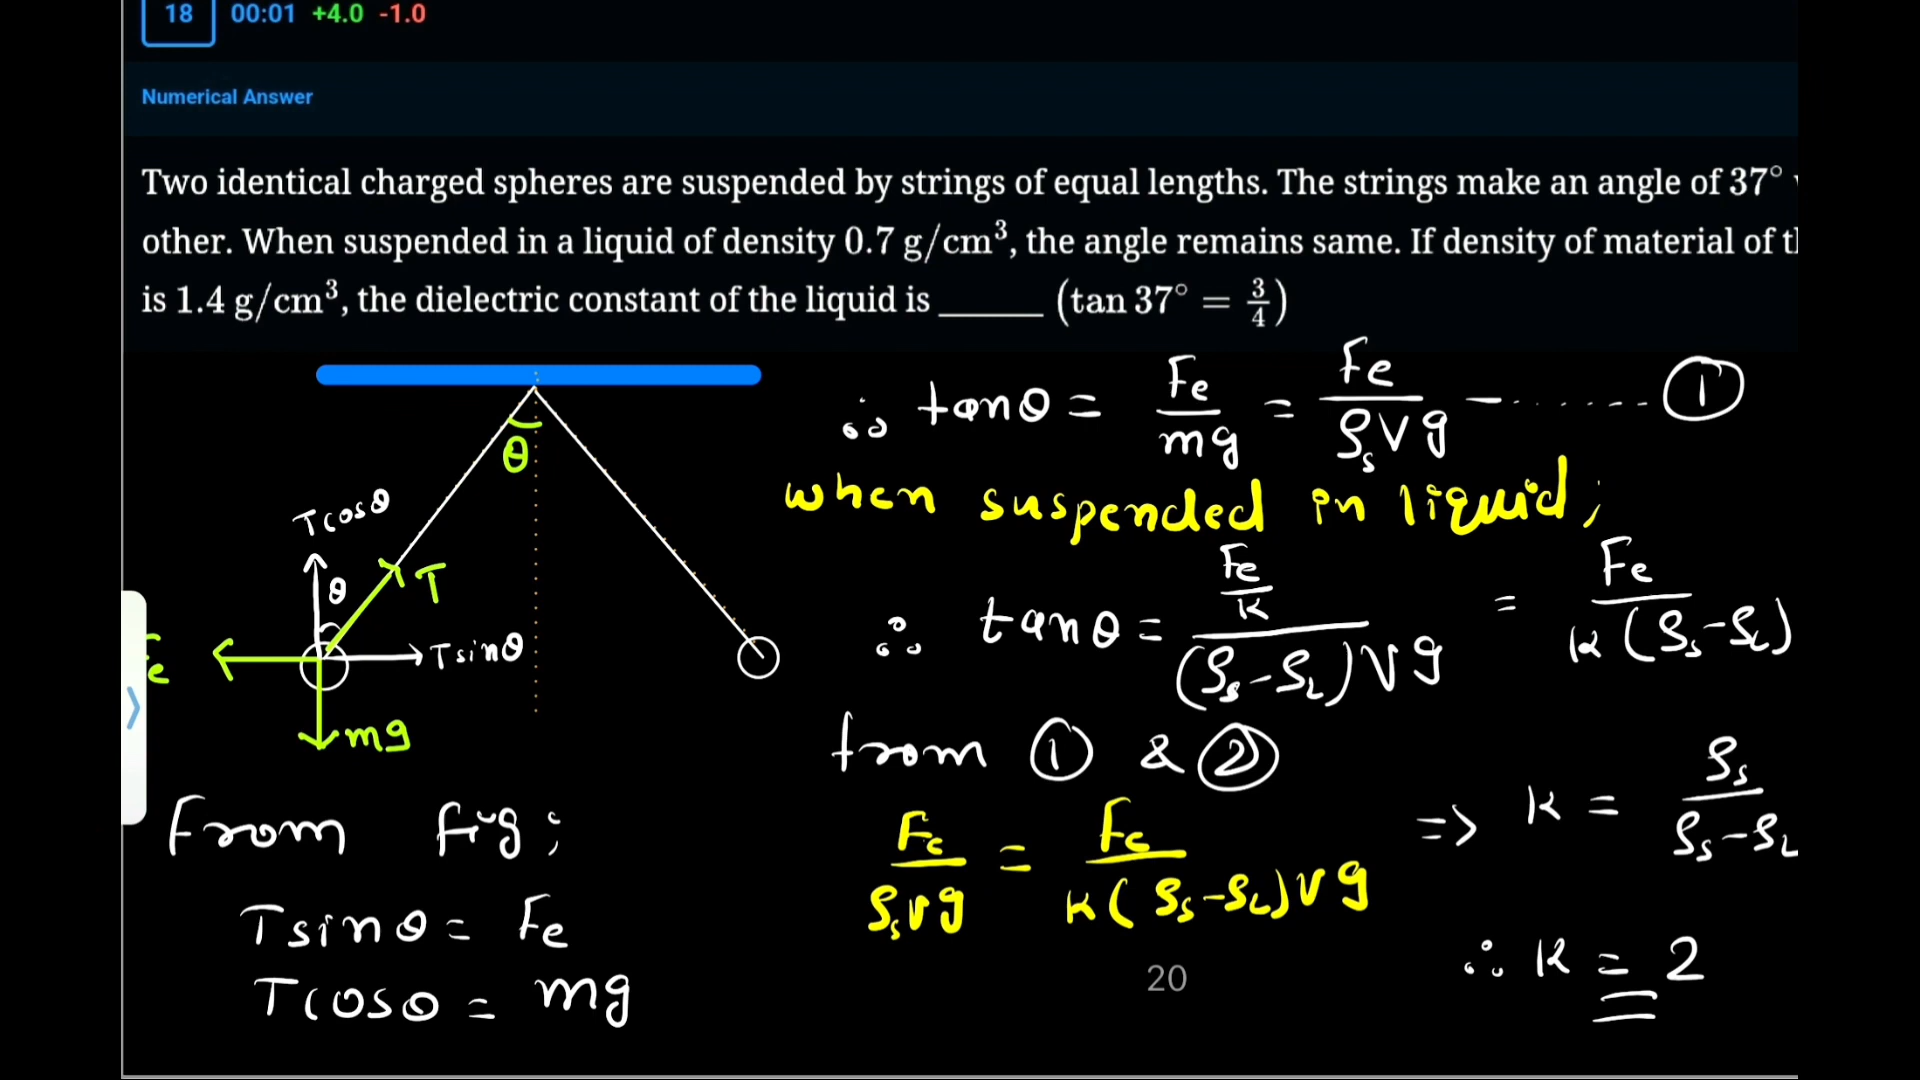 18 00:01 +4.0 -1.0
Numerical Answer
Two identical charged spheres are suspended by strings of equal lengths. The strings make an angle of 37°
other. When suspended in a liquid of density 0.7 g/cm³, the angle remains same. If density of material of
is 1.4 g/cm³, the dielectric constant of the liquid is ______ (tan 37° = 3/4)
θ
Tcosθ
θ
T
Tsinθ
Fe
mg
From fig;
Tsinθ = Fe
Tcosθ = mg
∴ tanθ = Fe/mg = Fe/ρsVg -------- ①
when suspended in liquid;
∴ tanθ = (Fe/K)/(ρs-ρL)Vg = Fe/K(ρs-ρL)
from ① & ②
Fe/ρsVg = Fe/K(ρs-ρL)Vg
=> K = ρs/ρs-ρL
∴ K = 2
20